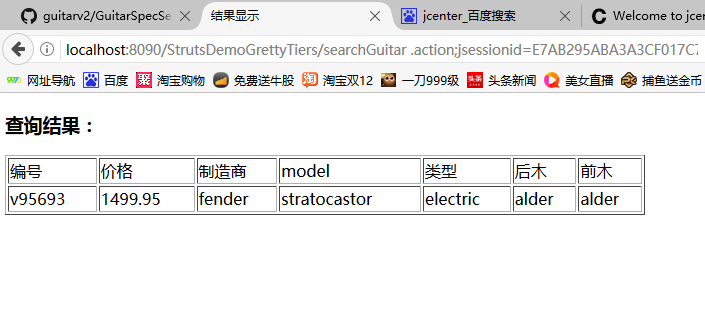 guitarv2/GuitarSpecSe
结果显示
jcenter_百度搜索
Welcome to jcen
localhost:8090/StrutsDemoGrettyTiers/searchGuitar .action;jsessionid=E7AB295ABA3A3CF017C7
网址导航 百度 淘宝购物 免费送牛股 淘宝双12 一刀999级 头条新闻 美女直播 捕鱼送金币
查询结果：
编号 价格 制造商 model 类型 后木 前木
v95693 1499.95 fender stratocastor electric alder alder